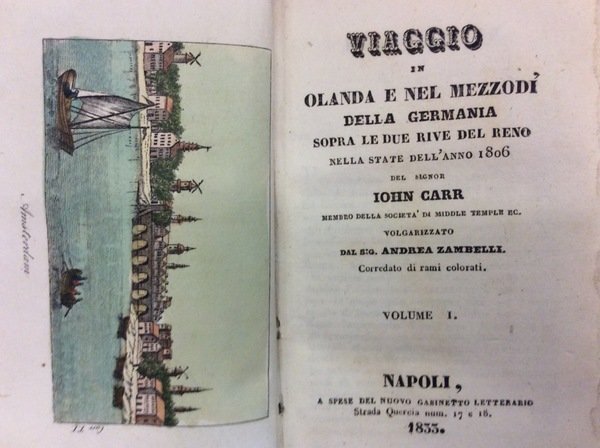 Amsterdam
VIAGGIO
IN
OLANDA E NEL MEZZODÌ
DELLA GERMANIA
SOPRA LE DUE RIVE DEL RENO
NELLA STATE DELL'ANNO 1806
DEL SIGNOR
IOHN CARR
MEMBRO DELLA SOCIETA' DI MIDDLE TEMPLE EC.
VOLGARIZZATO
DAL SIG. ANDREA ZAMBELLI.
Corredato di rami colorati.
VOLUME I.
NAPOLI,
A SPESE DEL NUOVO GABINETTO LETTERARIO
Strada Quercia num. 17 e 18.
1833.